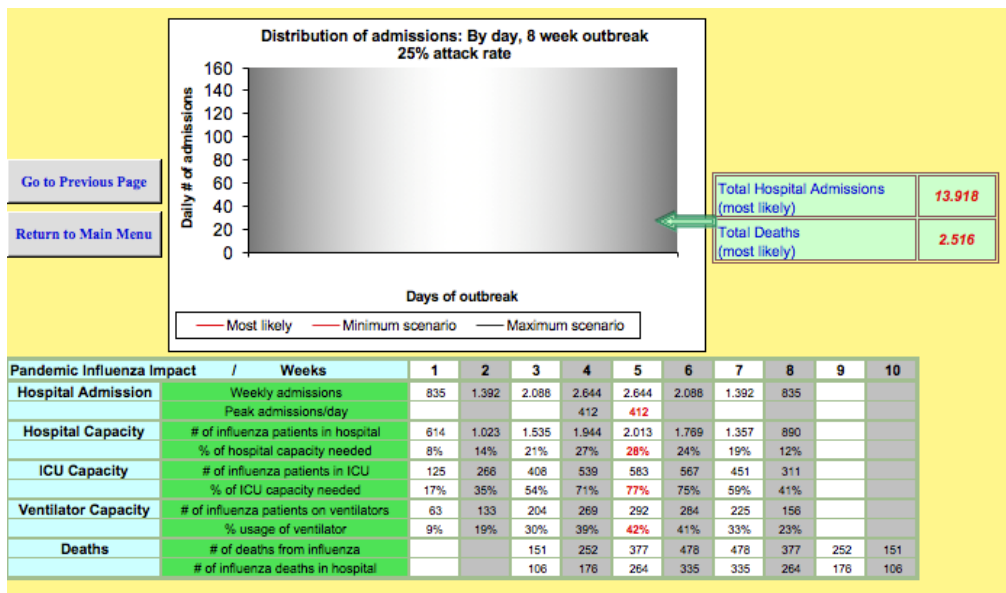 Distribution of admissions: By day, 8 week outbreak
25% attack rate
Daily # of admissions
160
140
120
100
80
60
40
20
0
Days of outbreak
Most likely Minimum scenario Maximum scenario
Go to Previous Page
Return to Main Menu
Total Hospital Admissions
(most likely) 13.918
Total Deaths
(most likely) 2.516
Pandemic Influenza Impact / Weeks 1 2 3 4 5 6 7 8 9 10
Hospital Admission Weekly admissions 835 1.392 2.088 2.644 2.644 2.088 1.392 835
Peak admissions/day 412 412
Hospital Capacity # of influenza patients in hospital 614 1.023 1.535 1.944 2.013 1.769 1.357 890
% of hospital capacity needed 8% 14% 21% 27% 28% 24% 19% 12%
ICU Capacity # of influenza patients in ICU 125 266 408 539 583 567 451 311
% of ICU capacity needed 17% 35% 54% 71% 77% 75% 59% 41%
Ventilator Capacity # of influenza patients on ventilators 63 133 204 269 292 284 225 156
% usage of ventilator 9% 19% 30% 39% 42% 41% 33% 23%
Deaths # of deaths from influenza 151 252 377 478 478 377 252 151
# of influenza deaths in hospital 106 176 264 335 335 264 176 106